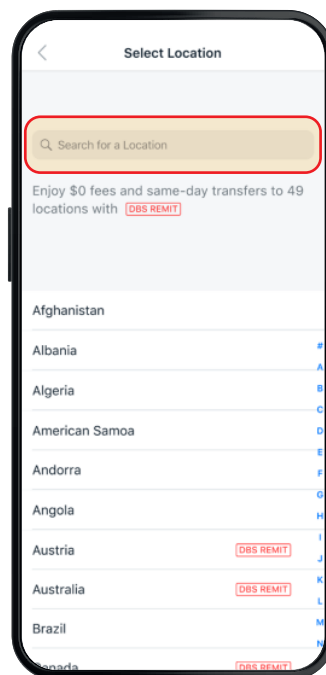 Select Location
Search for a Location
Enjoy $0 fees and same-day transfers to 49
locations with DBS REMIT
Afghanistan
Albania
#
A
Algeria
B
C
American Samoa
D
E
Andorra
F
G
Angola
H
I
Austria DBS REMIT
J
Australia DBS REMIT
K
L
Brazil
M
N
Canada DBS REMIT